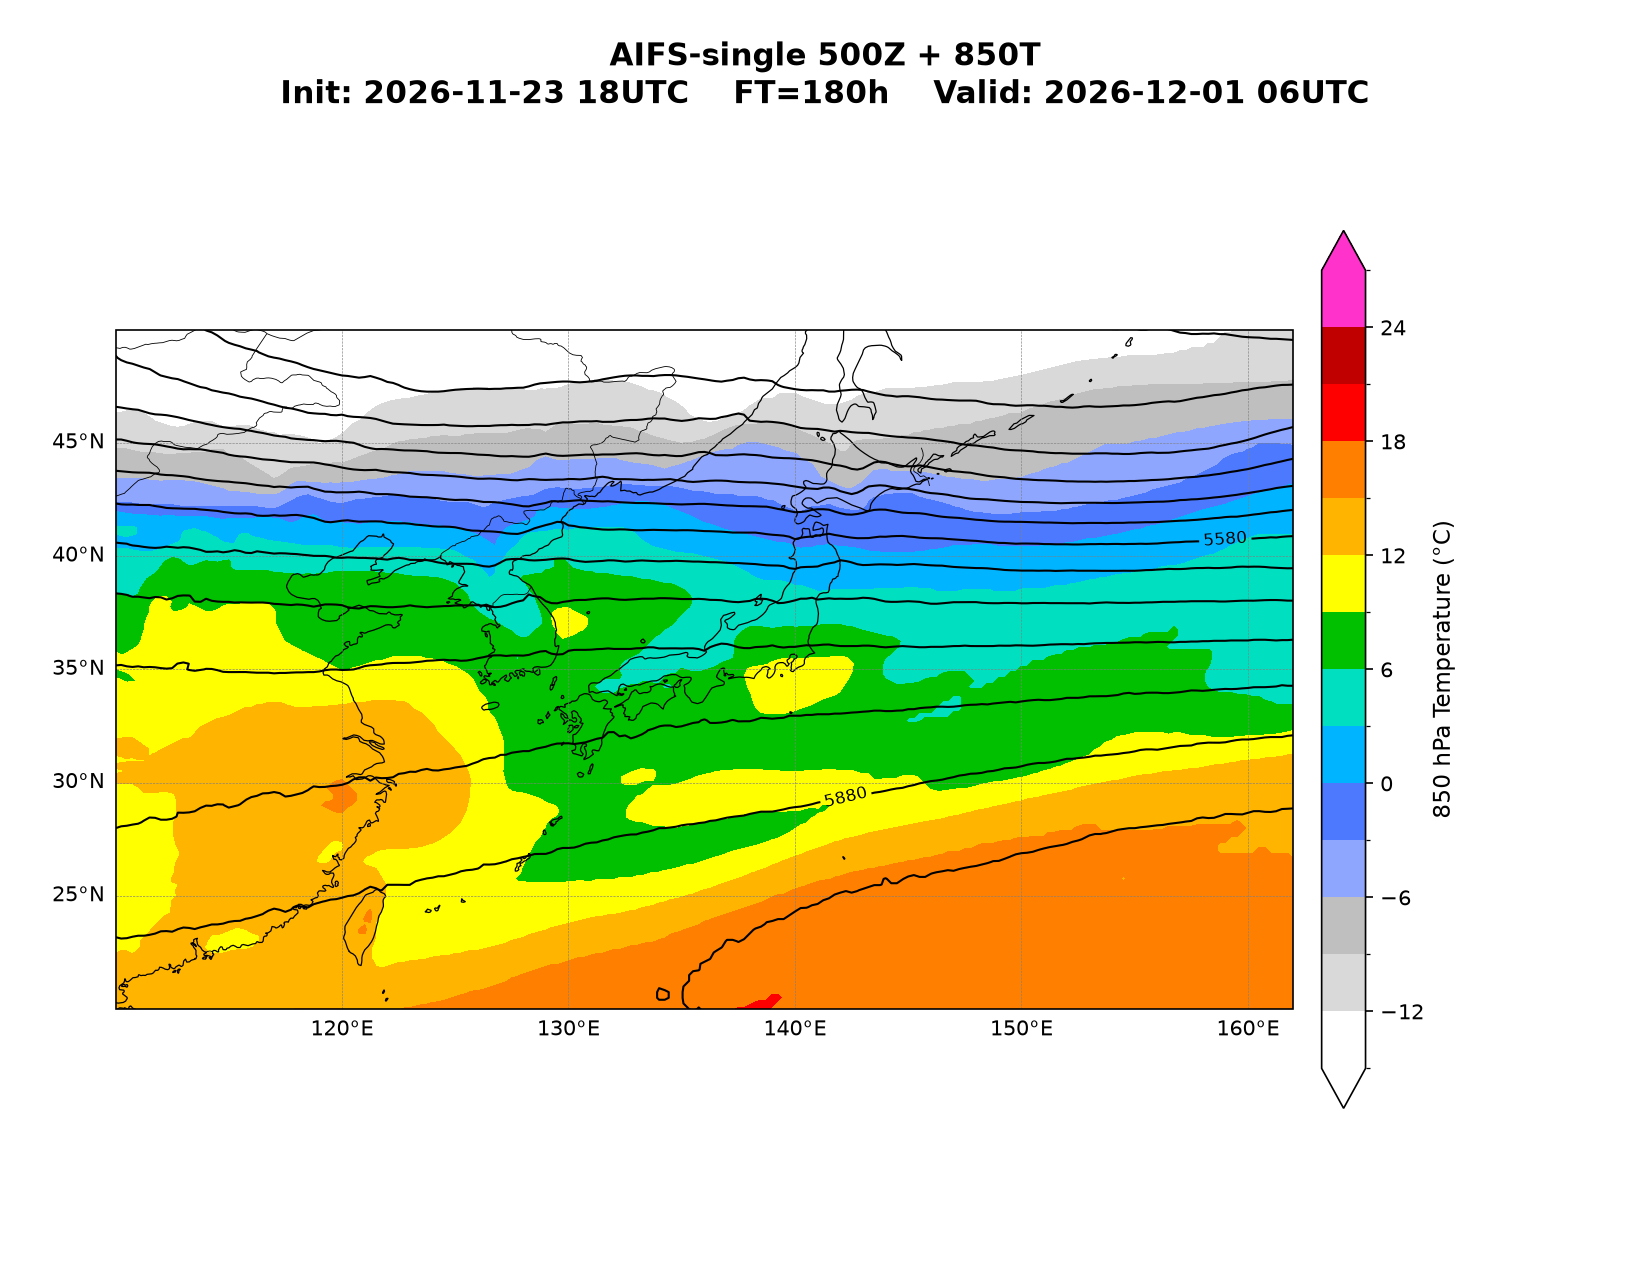 AIFS-single 500Z + 850T
Init: 2026-11-23 18UTC    FT=180h    Valid: 2026-12-01 06UTC
45°N
40°N
35°N
30°N
25°N
120°E
130°E
140°E
150°E
160°E
5580
5880
24
18
12
6
0
−6
−12
850 hPa Temperature (°C)